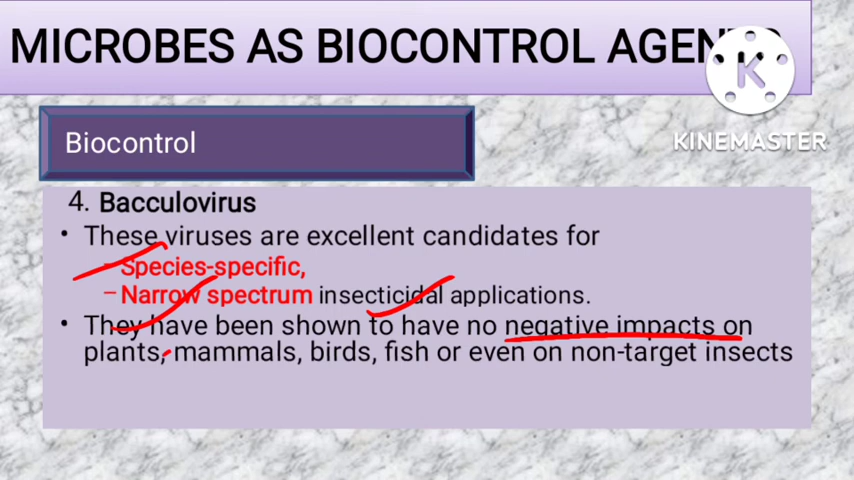 MICROBES AS BIOCONTROL AGENTS
K
KINEMASTER
Biocontrol
4. Bacculovirus
• These viruses are excellent candidates for
– Species-specific,
– Narrow spectrum insecticidal applications.
• They have been shown to have no negative impacts on
plants, mammals, birds, fish or even on non-target insects